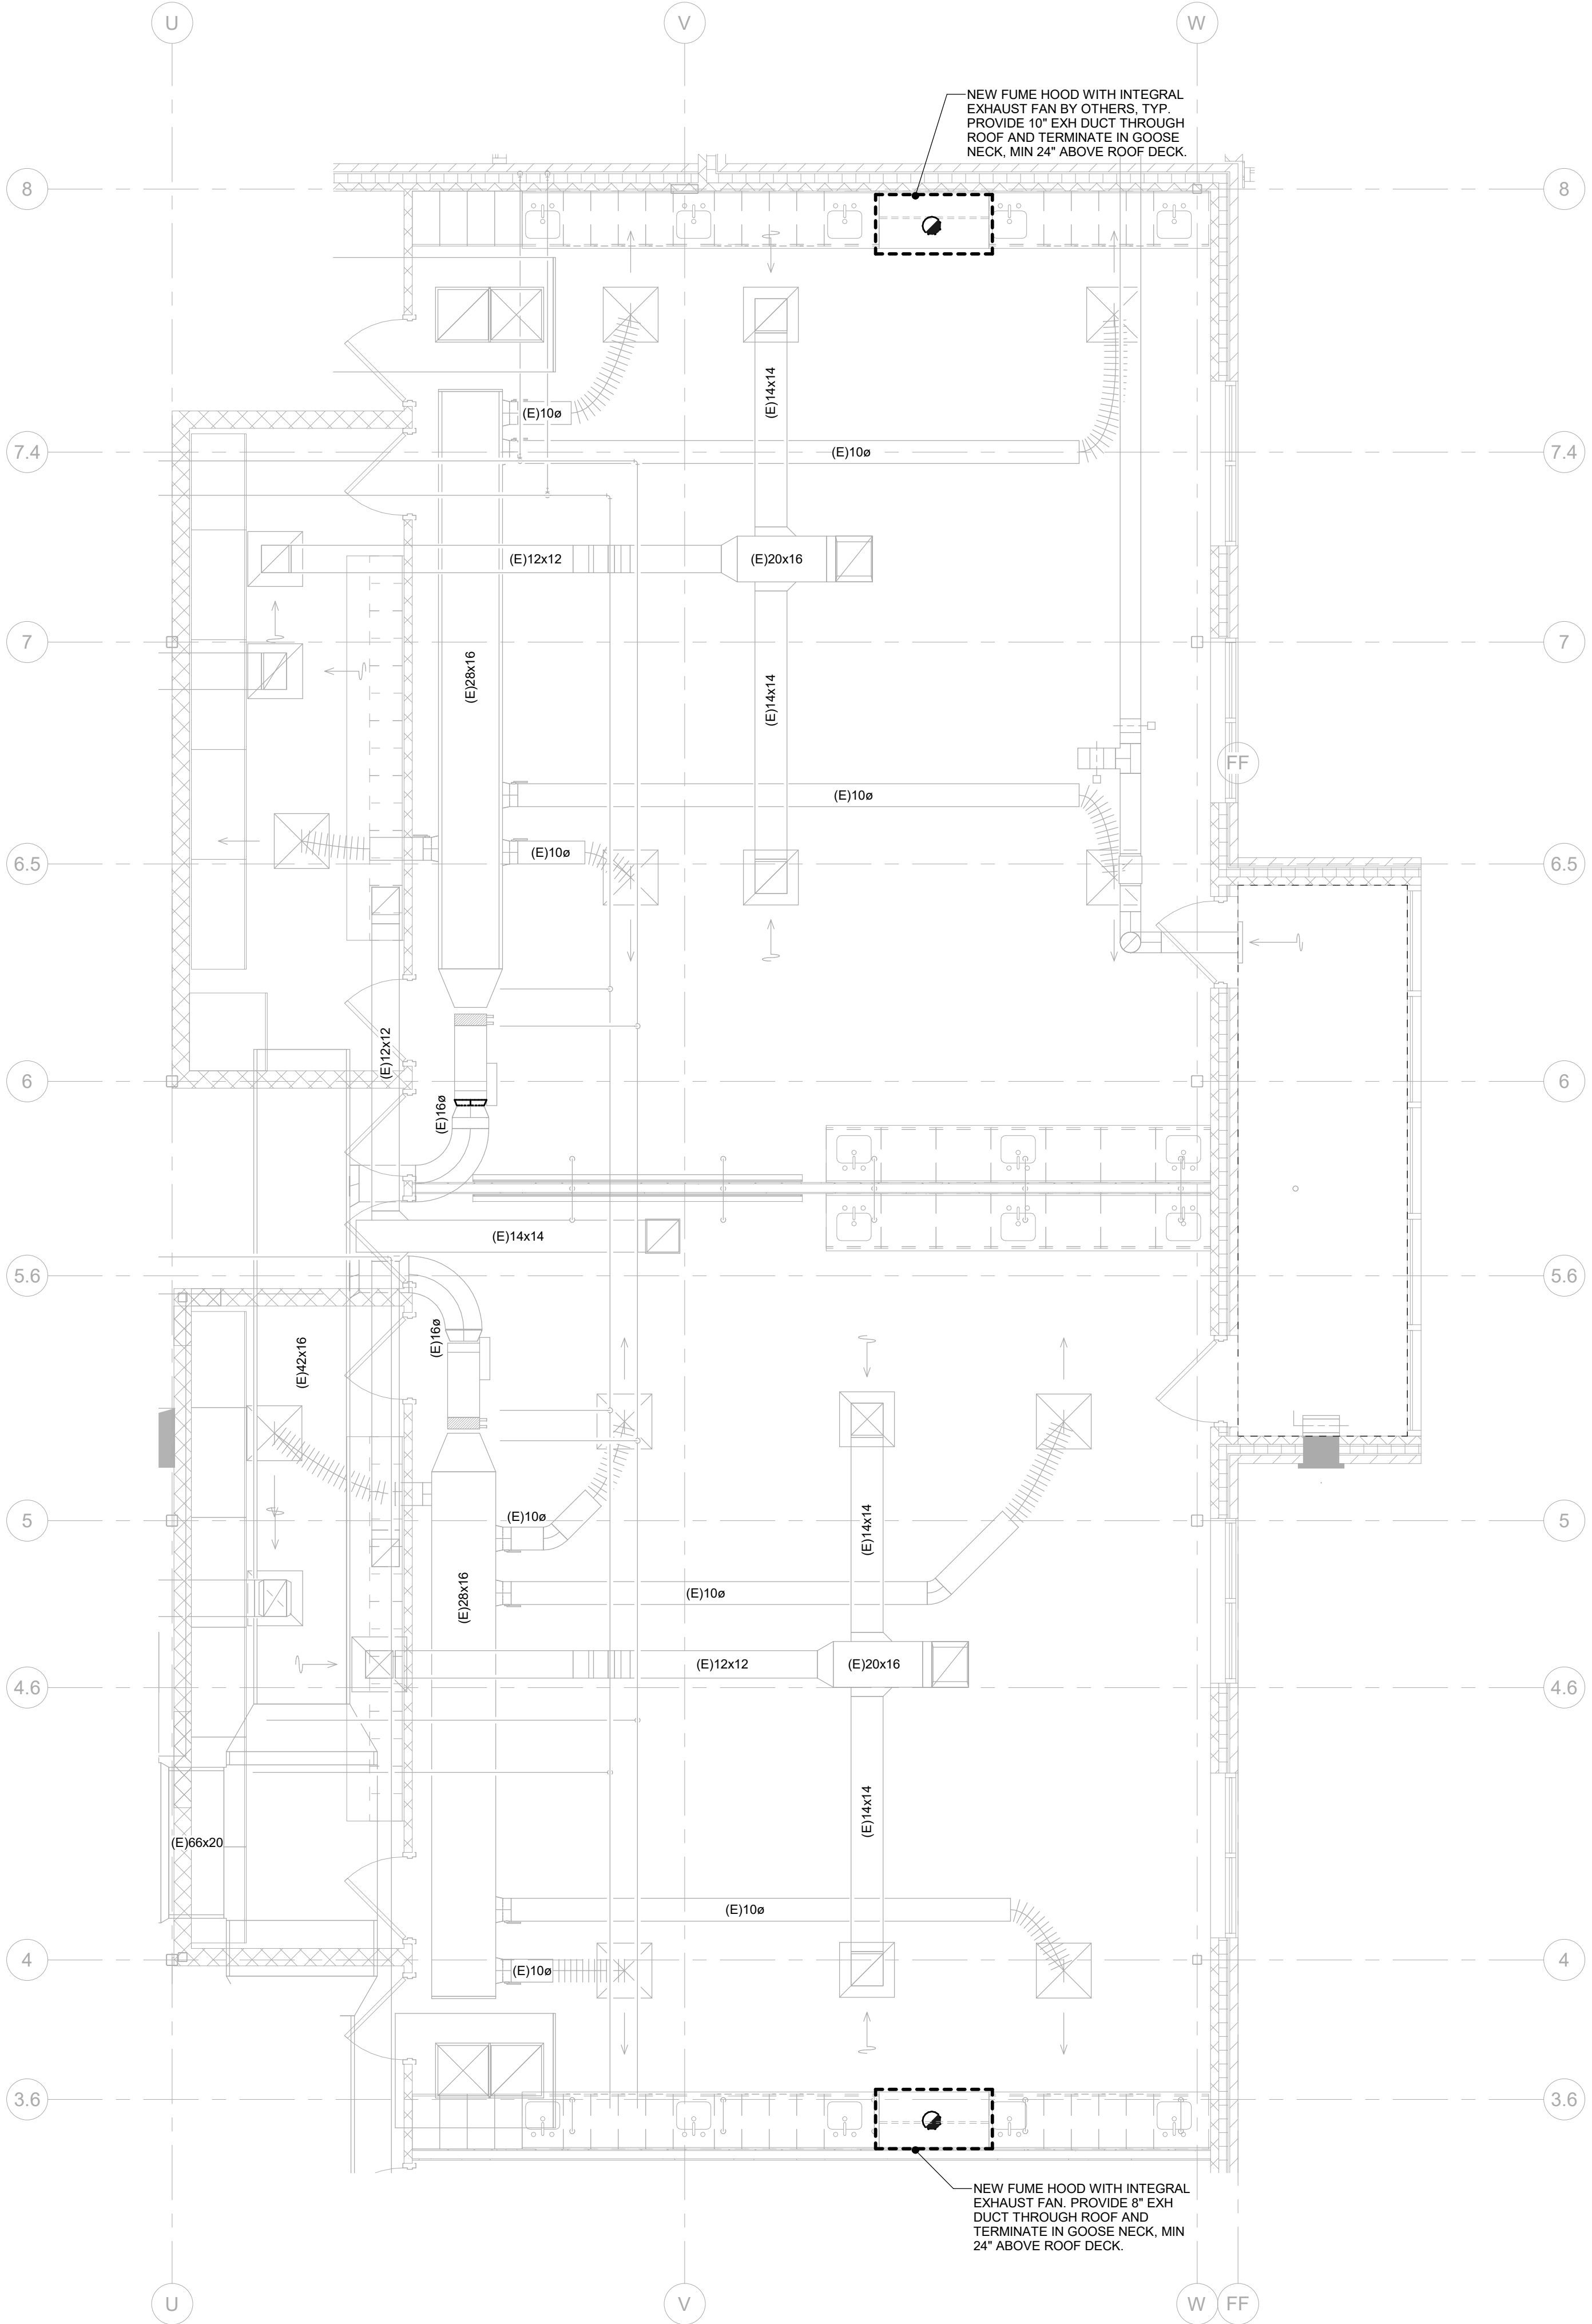 U
V
W
NEW FUME HOOD WITH INTEGRAL
EXHAUST FAN BY OTHERS, TYP.
PROVIDE 10" EXH DUCT THROUGH
ROOF AND TERMINATE IN GOOSE
NECK, MIN 24" ABOVE ROOF DECK.
8
8
(E)14x14
(E)10ø
7.4
(E)10ø
7.4
(E)12x12
(E)20x16
7
7
(E)28x16
(E)14x14
FF
(E)10ø
(E)10ø
6.5
6.5
(E)12x12
6
6
(E)16ø
(E)14x14
5.6
5.6
(E)16ø
(E)42x16
5
(E)10ø
(E)14x14
5
(E)28x16
(E)10ø
(E)12x12
(E)20x16
4.6
4.6
(E)14x14
(E)66x20
(E)10ø
4
(E)10ø
4
3.6
3.6
NEW FUME HOOD WITH INTEGRAL
EXHAUST FAN. PROVIDE 8" EXH
DUCT THROUGH ROOF AND
TERMINATE IN GOOSE NECK, MIN
24" ABOVE ROOF DECK.
U
V
W
FF